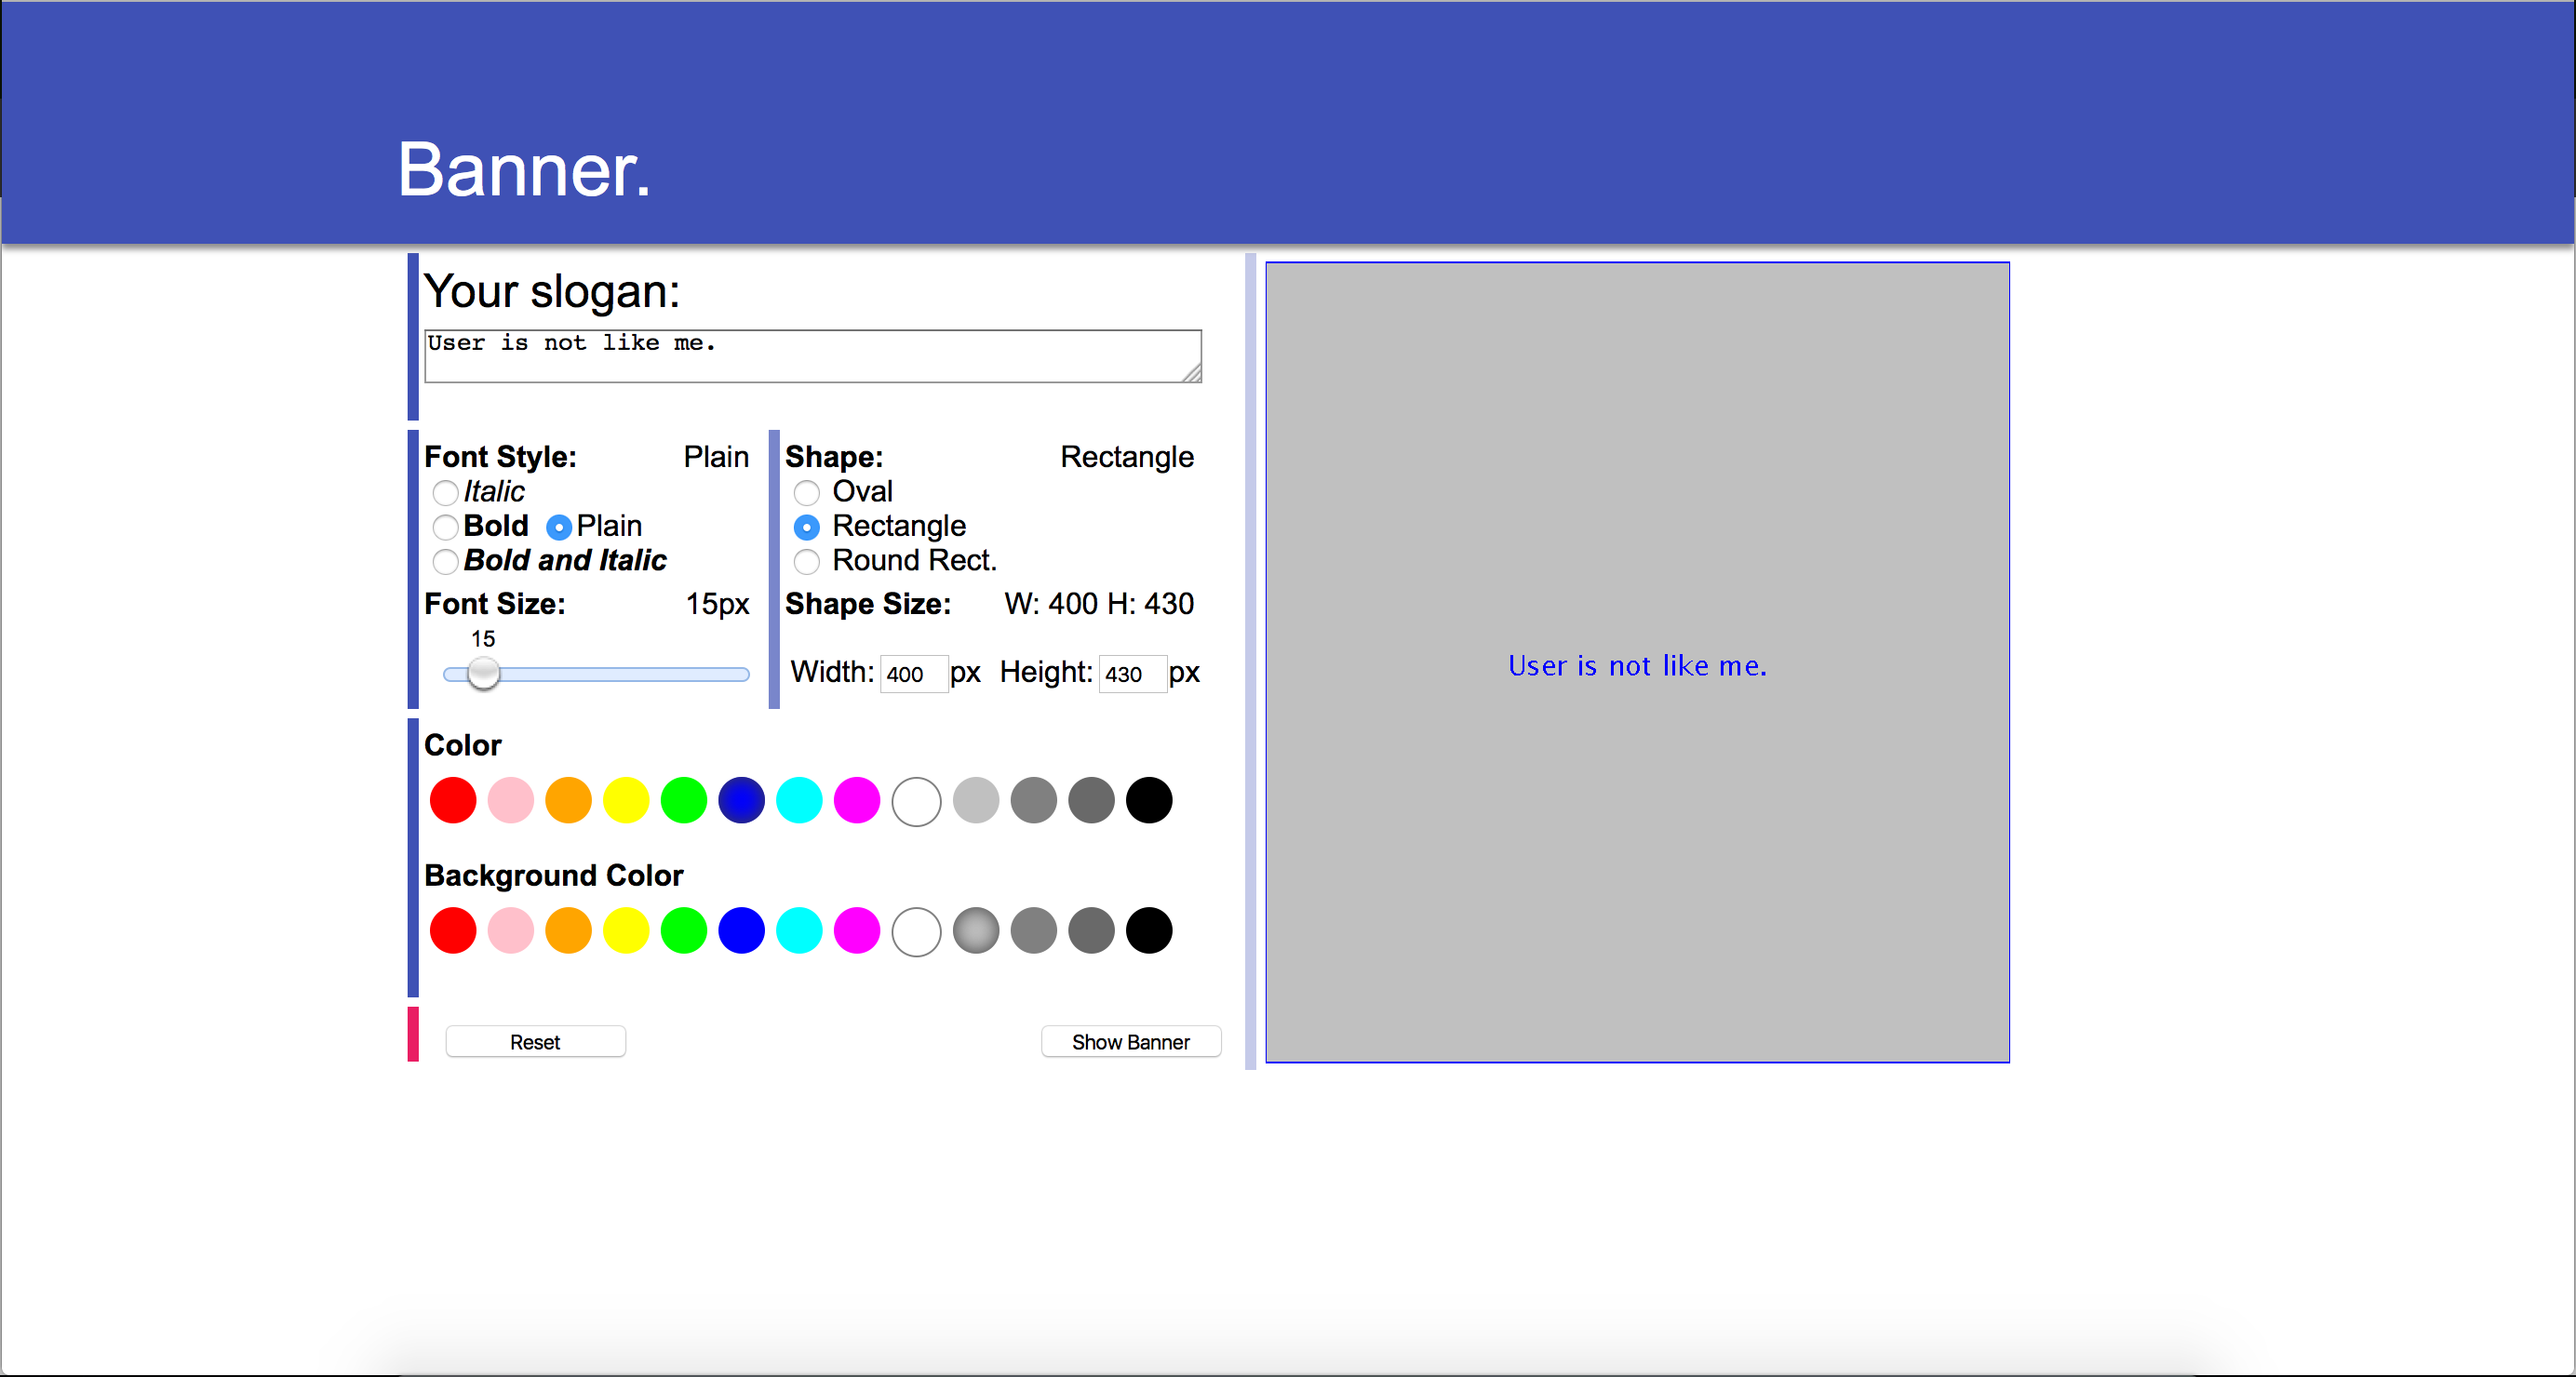 Banner.
Your slogan:
User is not like me.
Font Style: Plain
Italic
Bold Plain
Bold and Italic
Font Size: 15px
15
Shape: Rectangle
Oval
Rectangle
Round Rect.
Shape Size: W: 400 H: 430
Width: 400 px Height: 430 px
Color
Background Color
Reset Show Banner
User is not like me.